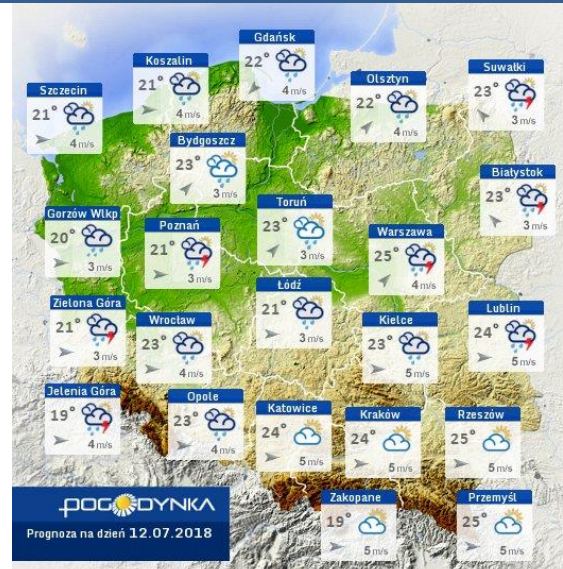 Gdańsk
22°
4 m/s
Koszalin
21°
4 m/s
Olsztyn
22°
4 m/s
Suwałki
23°
3 m/s
Szczecin
21°
4 m/s
Bydgoszcz
23°
3 m/s
Białystok
23°
3 m/s
Toruń
23°
3 m/s
Gorzów Wlkp
20°
3 m/s
Poznań
21°
3 m/s
Warszawa
25°
4 m/s
Łódź
21°
3 m/s
Zielona Góra
21°
3 m/s
Wrocław
23°
4 m/s
Kielce
23°
5 m/s
Lublin
24°
5 m/s
Jelenia Góra
19°
4 m/s
Opole
23°
4 m/s
Katowice
24°
5 m/s
Kraków
24°
5 m/s
Rzeszów
25°
5 m/s
Zakopane
19°
5 m/s
Przemyśl
25°
5 m/s
POGODYNKA
Prognoza na dzień 12.07.2018